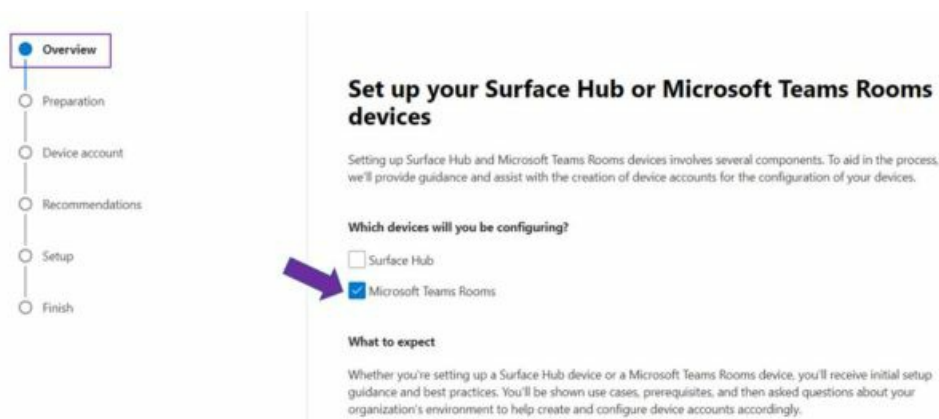 Overview
Preparation
Device account
Recommendations
Setup
Finish
Set up your Surface Hub or Microsoft Teams Rooms
devices
Setting up Surface Hub and Microsoft Teams Rooms devices involves several components. To aid in the process,
we'll provide guidance and assist with the creation of device accounts for the configuration of your devices.
Which devices will you be configuring?
Surface Hub
Microsoft Teams Rooms
What to expect
Whether you're setting up a Surface Hub device or a Microsoft Teams Rooms device, you'll receive initial setup
guidance and best practices. You'll be shown use cases, prerequisites, and then asked questions about your
organization's environment to help create and configure device accounts accordingly.